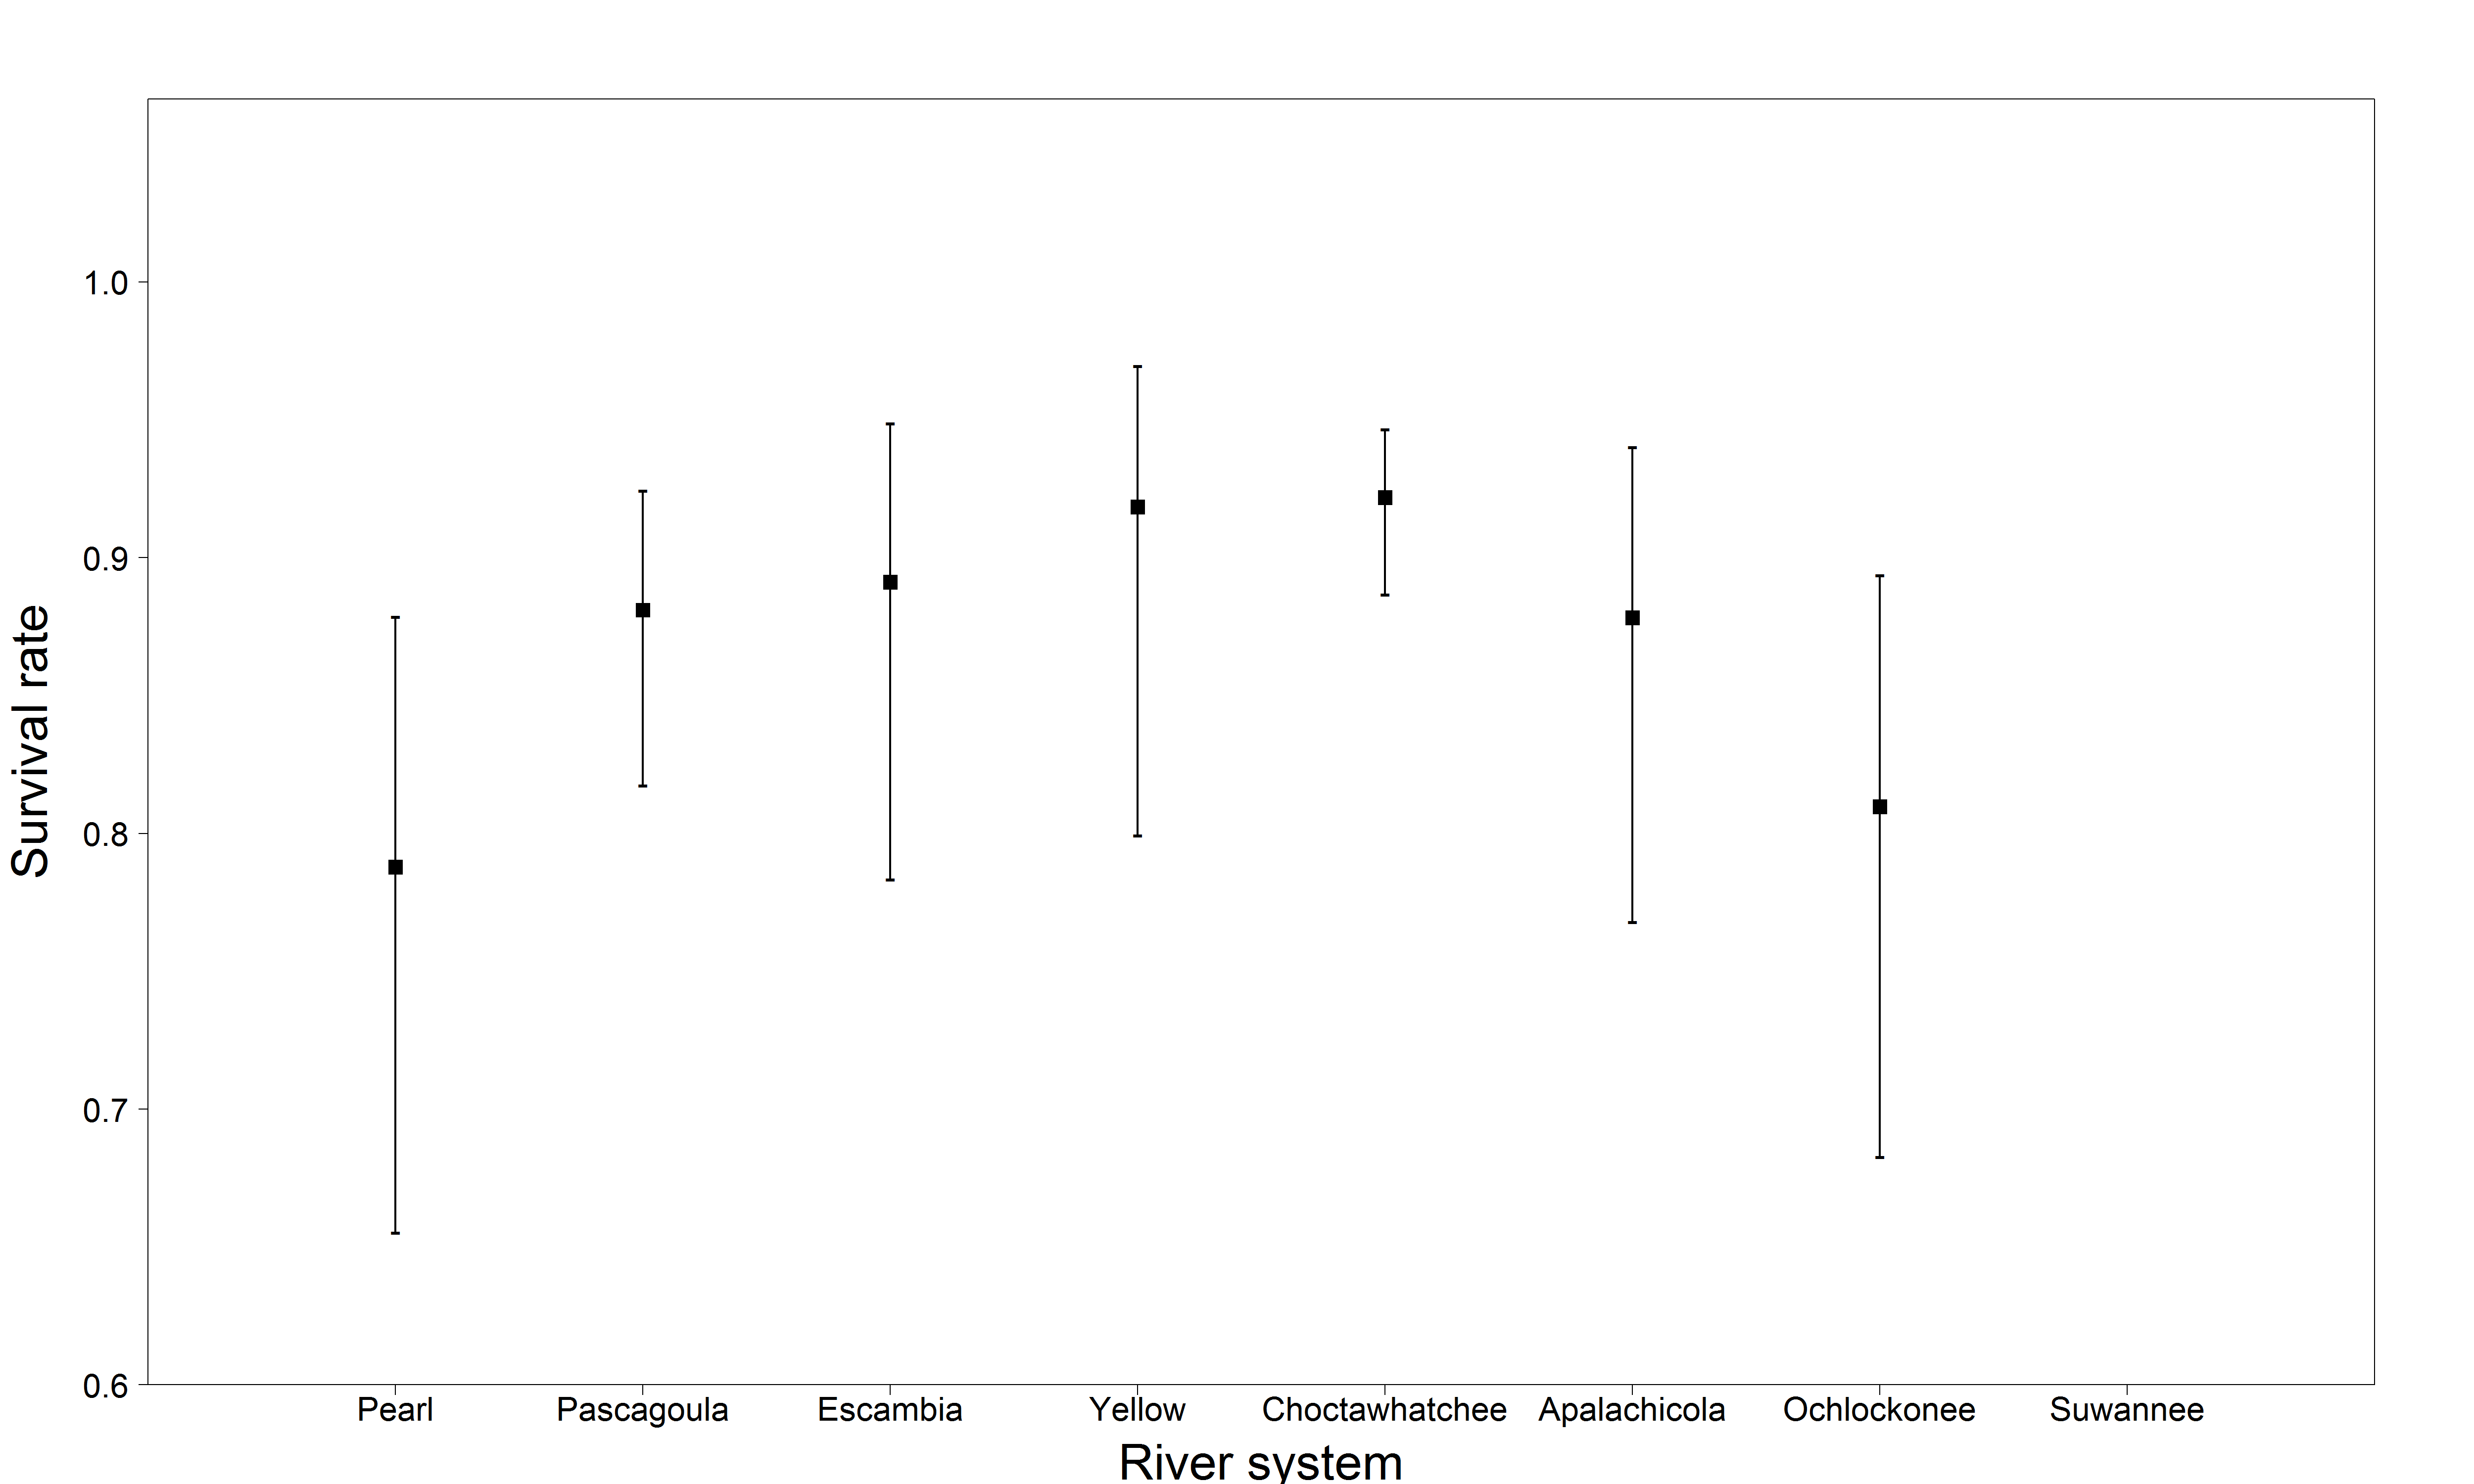 Survival rate
1.0
0.9
0.8
0.7
0.6
Pearl Pascagoula Escambia Yellow Choctawhatchee Apalachicola Ochlockonee Suwannee
River system